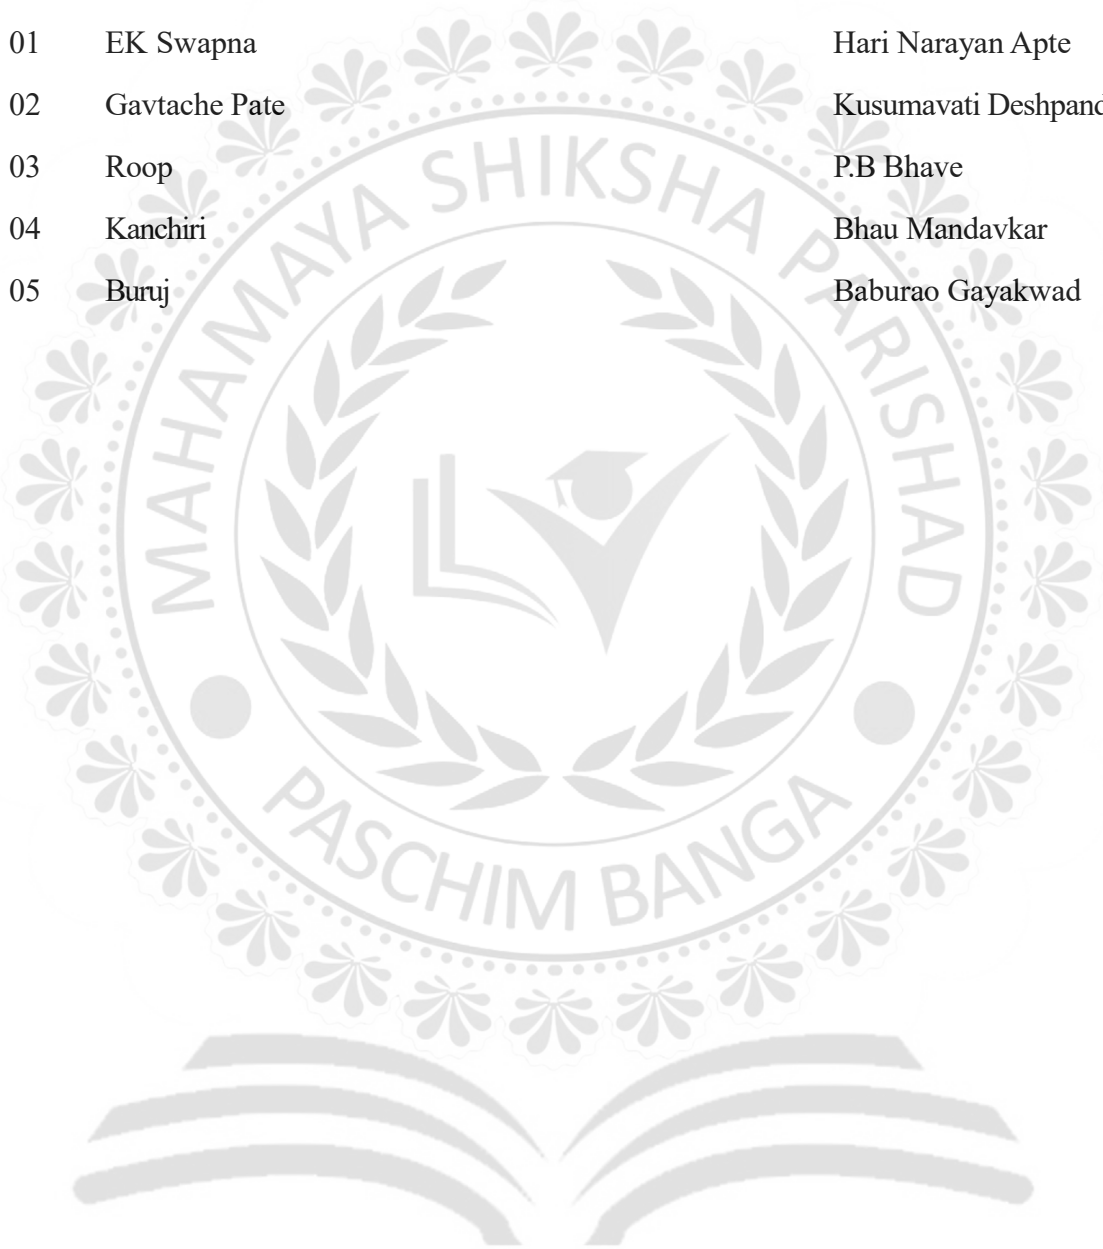 01 EK Swapna Hari Narayan Apte
02 Gavtache Pate Kusumavati Deshpand
03 Roop P.B Bhave
04 Kanchiri Bhau Mandavkar
05 Buruj Baburao Gayakwad
MAHAMAYA SHIKSHA PARISHAD
PASCHIM BANGA